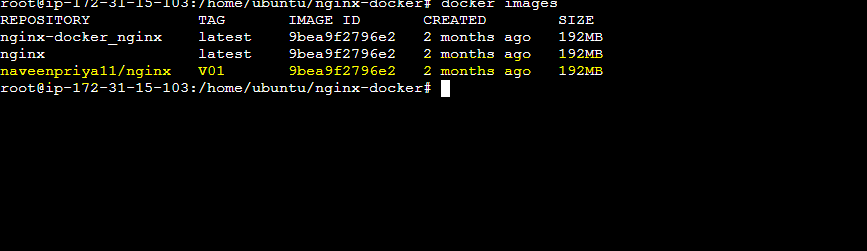 root@ip-172-31-15-103:/home/ubuntu/nginx-docker# docker images
REPOSITORY TAG IMAGE ID CREATED SIZE
nginx-docker_nginx latest 9bea9f2796e2 2 months ago 192MB
nginx latest 9bea9f2796e2 2 months ago 192MB
naveenpriya11/nginx V01 9bea9f2796e2 2 months ago 192MB
root@ip-172-31-15-103:/home/ubuntu/nginx-docker#